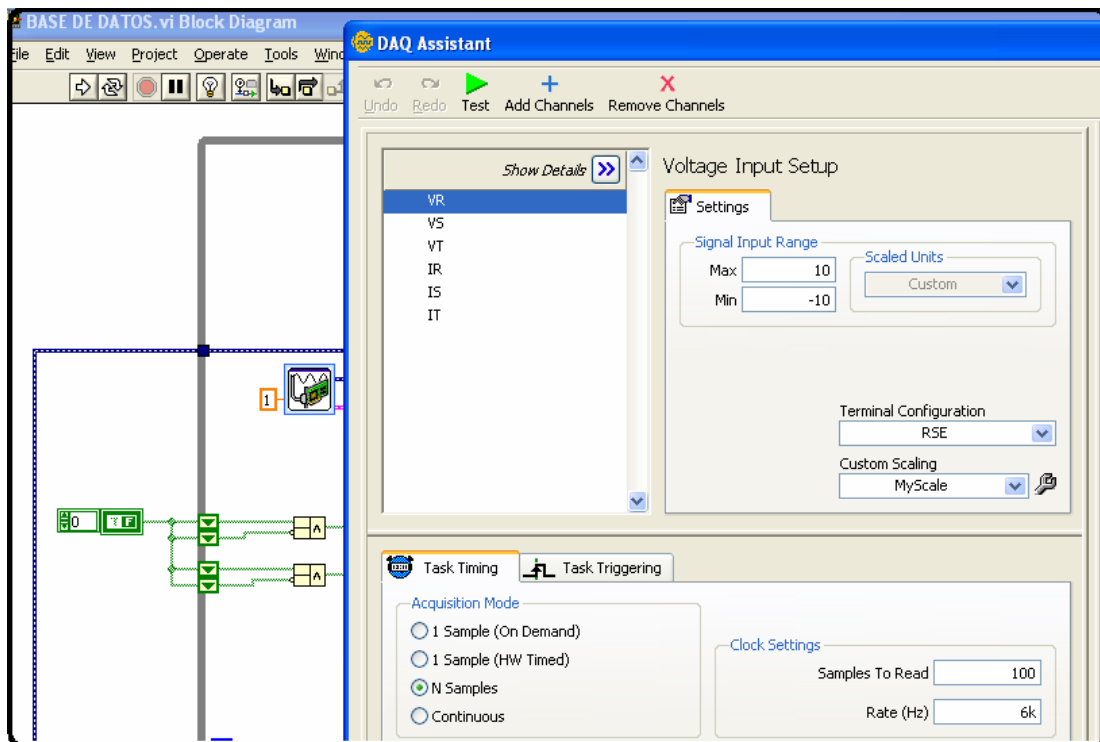 BASE DE DATOS.vi Block Diagram
File Edit View Project Operate Tools
DAQ Assistant
Undo Redo Test Add Channels Remove Channels
Show Details
VR
VS
VT
IR
IS
IT
Voltage Input Setup
Settings
Signal Input Range
Max 10
Min -10
Scaled Units
Custom
Terminal Configuration
RSE
Custom Scaling
MyScale
1
0 T F
Task Timing
Task Triggering
Acquisition Mode
1 Sample (On Demand)
1 Sample (HW Timed)
N Samples
Continuous
Clock Settings
Samples To Read 100
Rate (Hz) 6k